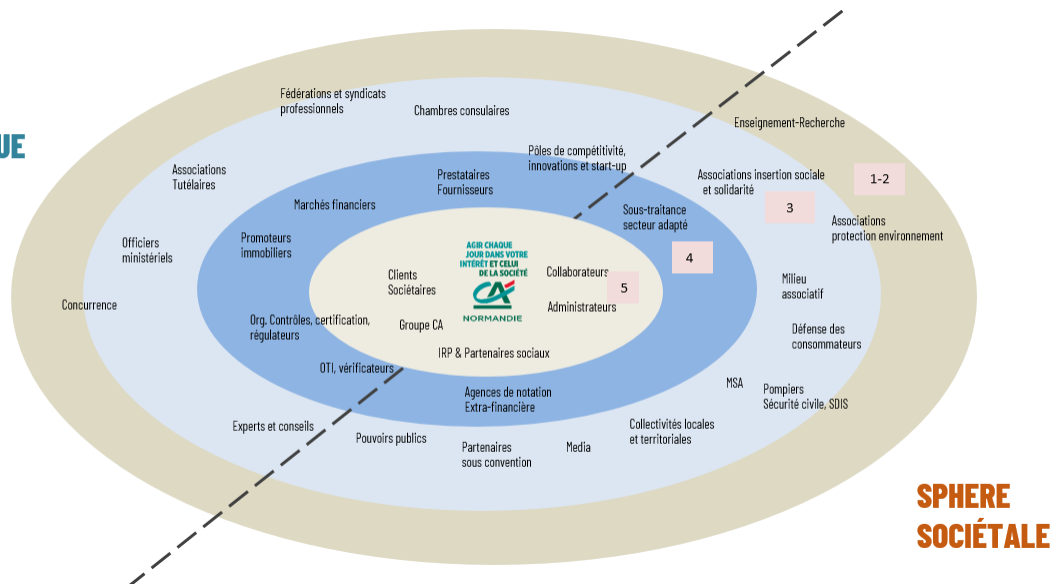 Fédérations et syndicats
professionnels
Chambres consulaires
Enseignement-Recherche
UE
Pôles de compétitivité,
innovations et start-up
Associations
Tutélaires
Prestataires
Fournisseurs
Associations insertion sociale
et solidarité
1-2
Marchés financiers
Sous-traitance
secteur adapté
3
Associations
protection environnement
Promoteurs
immobiliers
Officiers
ministériels
AGIR CHAQUE
JOUR DANS VOTRE
INTÉRÊT ET CELUI
DE LA SOCIÉTÉ
4
Clients
Sociétaires
Collaborateurs
5
Milieu
associatif
CA
NORMANDIE
Administrateurs
Concurrence
Org. Contrôles, certification,
régulateurs
Groupe CA
Défense des
consommateurs
IRP & Partenaires sociaux
OTI, vérificateurs
MSA
Pompiers
Sécurité civile, SDIS
Agences de notation
Extra-financière
Experts et conseils
Pouvoirs publics
Partenaires
sous convention
Media
Collectivités locales
et territoriales
SPHERE
SOCIÉTALE